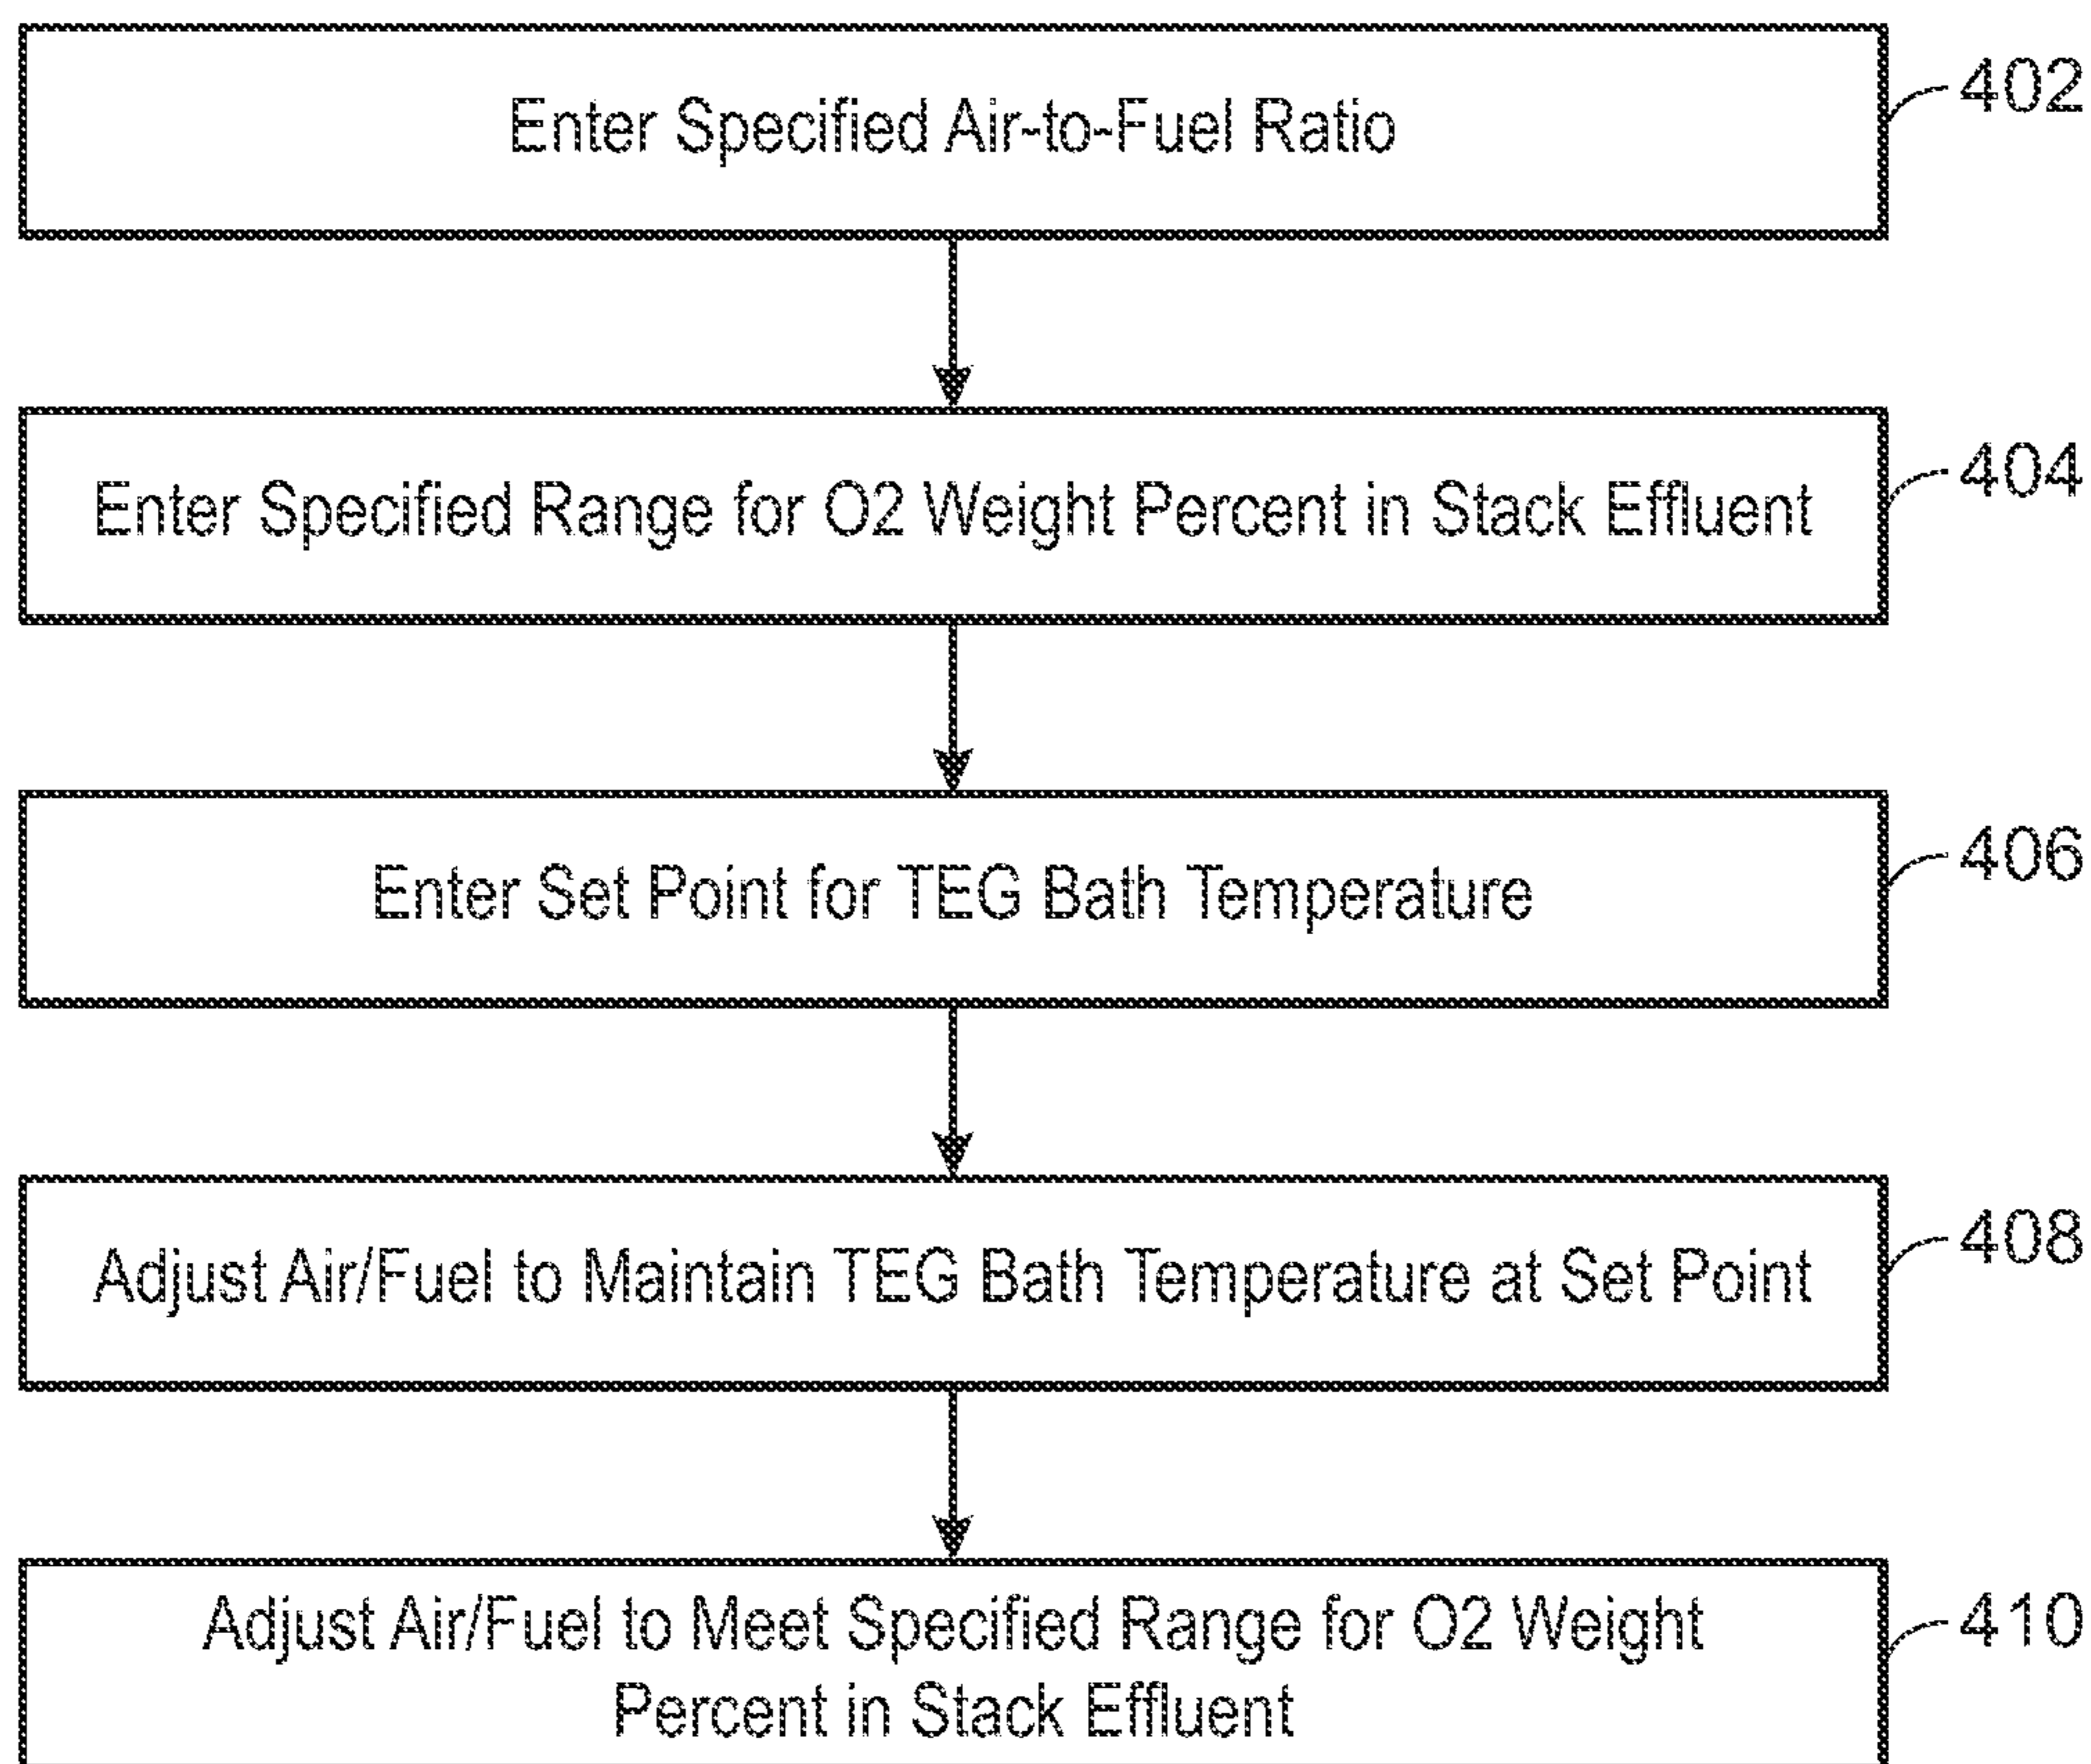 Enter Specified Air-to-Fuel Ratio
402
Enter Specified Range for O2 Weight Percent in Stack Effluent
404
Enter Set Point for TEG Bath Temperature
406
Adjust Air/Fuel to Maintain TEG Bath Temperature at Set Point
408
Adjust Air/Fuel to Meet Specified Range for O2 Weight
Percent in Stack Effluent
410